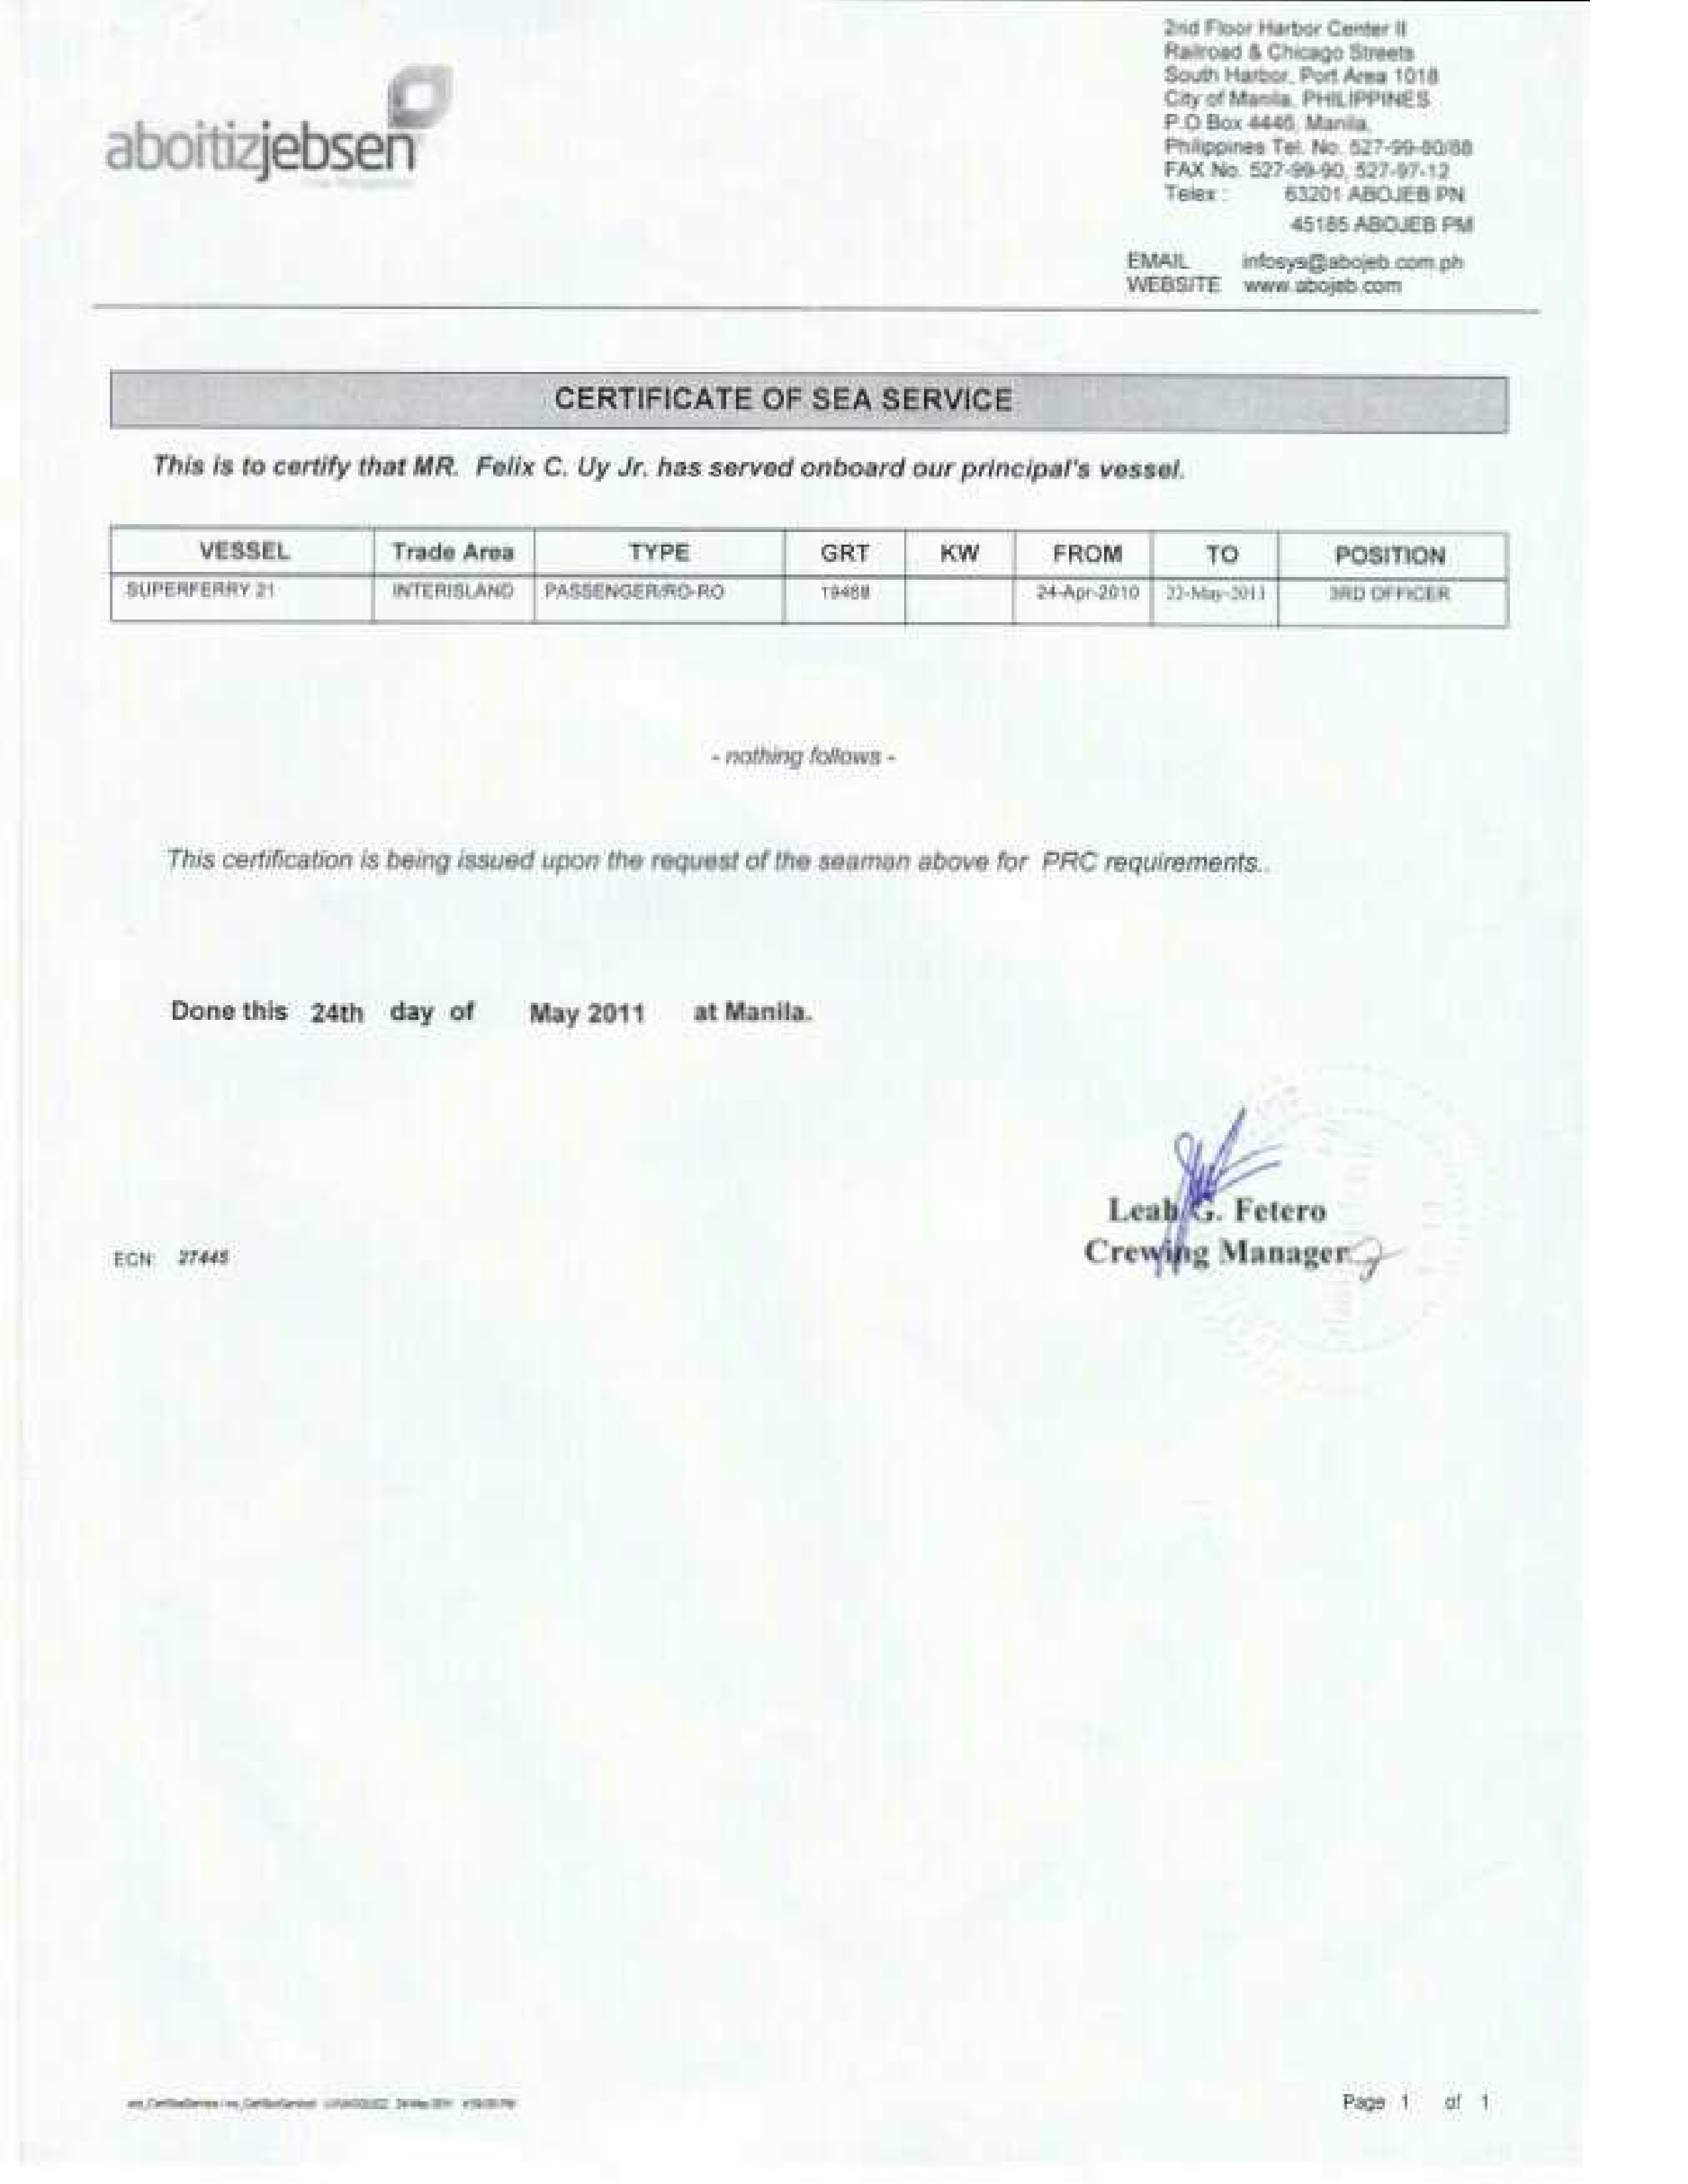 aboitizjebsen
2nd Floor Harbor Center II
Railroad & Chicago Streets
South Harbor, Port Area 1018
City of Manila, PHILIPPINES
P.O Box 4446, Manila,
Philippines Tel. No. 527-99-80/88
FAX No. 527-99-90, 527-97-12
Telex : 63201 ABOJEB PN
45185 ABOJEB PM
EMAIL infosys@abojeb.com.ph
WEBSITE www.abojeb.com
CERTIFICATE OF SEA SERVICE
This is to certify that MR. Felix C. Uy Jr. has served onboard our principal's vessel.
VESSEL Trade Area TYPE GRT KW FROM TO POSITION
SUPERFERRY 21 INTERISLAND PASSENGER/RO-RO 19468 24-Apr-2010 22-May-2011 3RD OFFICER
- nothing follows -
This certification is being issued upon the request of the seaman above for PRC requirements..
Done this 24th day of May 2011 at Manila.
Leah G. Fetero
Crewing Manager
ECN: 27445
Page 1 of 1